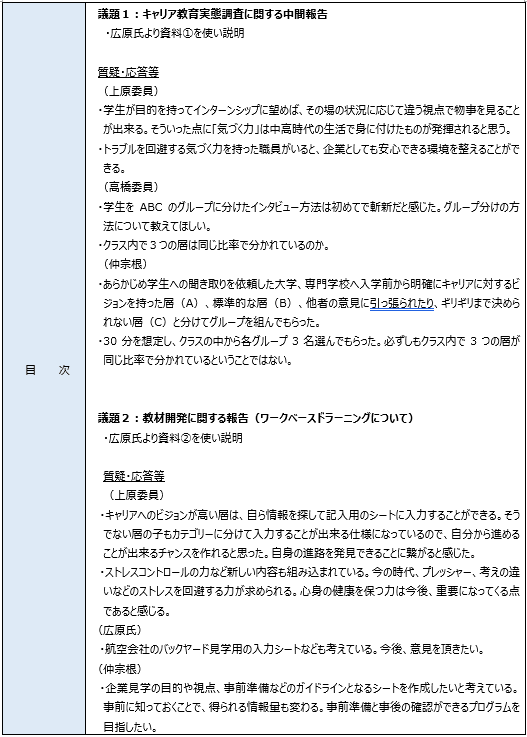 目　次
議題１：キャリア教育実態調査に関する中間報告
・広原氏より資料①を使い説明
質疑・応答等
（上原委員）
・学生が目的を持ってインターンシップに望めば、その場の状況に応じて違う視点で物事を見ること
が出来る。そういった点に「気づく力」は中高時代の生活で身に付けたものが発揮されると思う。
・トラブルを回避する気づく力を持った職員がいると、企業としても安心できる環境を整えることがで
きる。
（高橋委員）
・学生を ABC のグループに分けたインタビュー方法は初めてで斬新だと感じた。グループ分けの方
法について教えてほしい。
・クラス内で３つの層は同じ比率で分かれているのか。
（仲宗根）
・あらかじめ学生への聞き取りを依頼した大学、専門学校へ入学前から明確にキャリアに対するビ
ジョンを持った層（A）、標準的な層（B）、他者の意見に引っ張られたり、ギリギリまで決めら
れない層（C）と分けてグループを組んでもらった。
・30 分を想定し、クラスの中から各グループ 3 名選んでもらった。必ずしもクラス内で 3 つの層が
同じ比率で分かれているということではない。
議題２：教材開発に関する報告（ワークベースドラーニングについて）
・広原氏より資料②を使い説明
質疑・応答等
（上原委員）
・キャリアへのビジョンが高い層は、自ら情報を探して記入用のシートに入力することができる。そう
でない層の子もカテゴリーに分けて入力することが出来る仕様になっているので、自分から進める
ことが出来るチャンスを作れると思った。自身の進路を発見できることに繋がると感じた。
・ストレスコントロールの力など新しい内容も組み込まれている。今の時代、プレッシャー、考えの違
いなどのストレスを回避する力が求められる。心身の健康を保つ力は今後、重要になってくる点
であると感じる。
（広原氏）
・航空会社のバックヤード見学用の入力シートなども考えている。今後、意見を頂きたい。
（仲宗根）
・企業見学の目的や視点、事前準備などのガイドラインとなるシートを作成したいと考えている。
事前に知っておくことで、得られる情報量も変わる。事前準備と事後の確認ができるプログラムを
目指したい。